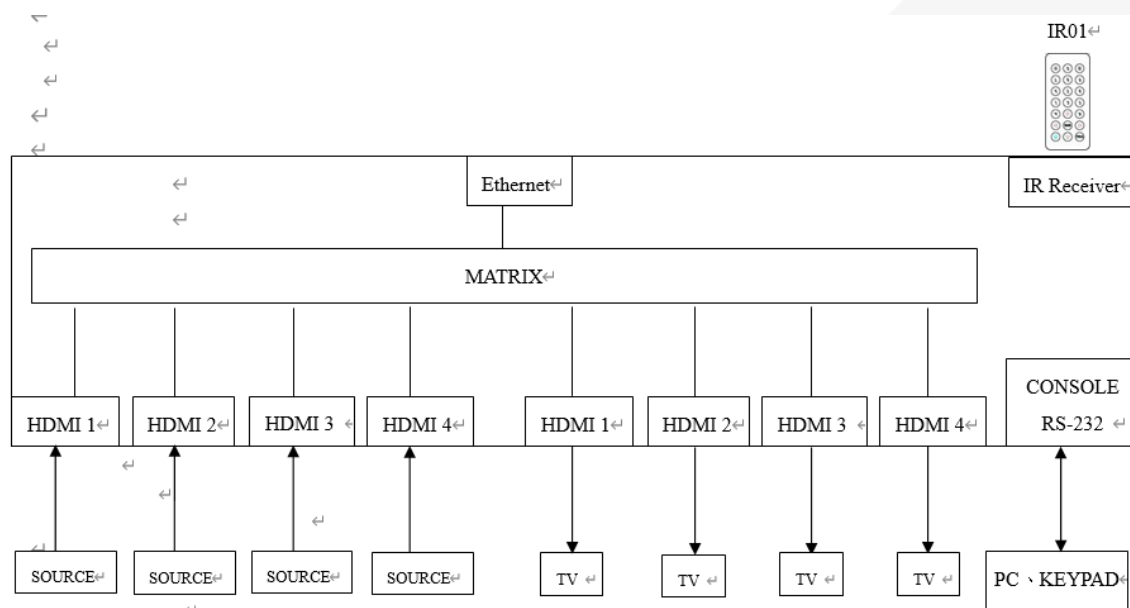 IR01
Ethernet
IR Receiver
MATRIX
HDMI 1
HDMI 2
HDMI 3
HDMI 4
HDMI 1
HDMI 2
HDMI 3
HDMI 4
CONSOLE
RS-232
SOURCE
SOURCE
SOURCE
SOURCE
TV
TV
TV
TV
PC、KEYPAD